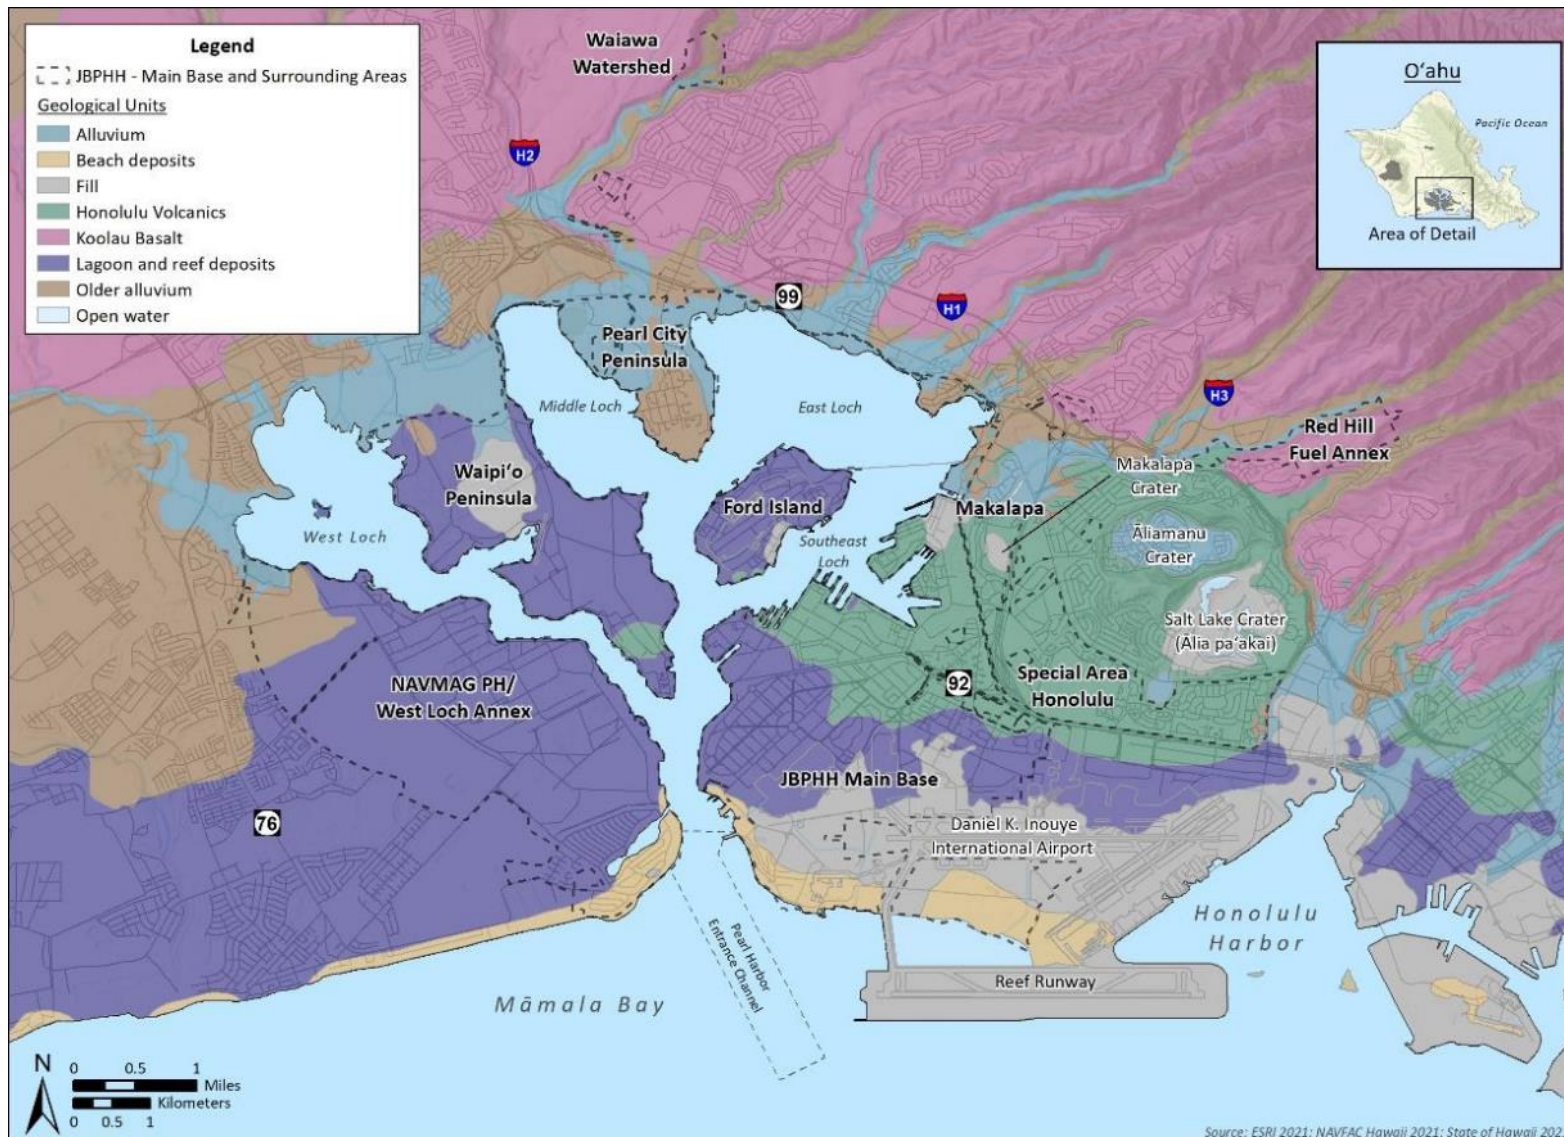 Legend
JBPHH - Main Base and Surrounding Areas
Geological Units
Alluvium
Beach deposits
Fill
Honolulu Volcanics
Koolau Basalt
Lagoon and reef deposits
Older alluvium
Open water
Waiawa
Watershed
H2
O‘ahu
Pacific Ocean
Area of Detail
99
H1
Pearl City
Peninsula
Middle Loch
East Loch
H3
Red Hill
Fuel Annex
Makalapa
Crater
Waipi‘o
Peninsula
Ford Island
Makalapa
West Loch
Southeast
Loch
Āliamanu
Crater
Salt Lake Crater
(Ālia pa‘akai)
NAVMAG PH/
West Loch Annex
92
Special Area
Honolulu
JBPHH Main Base
76
Daniel K. Inouye
International Airport
Pearl Harbor
Entrance Channel
Honolulu
Harbor
Reef Runway
Māmala Bay
N
0 0.5 1
Miles
Kilometers
0 0.5 1
Source: ESRI 2021; NAVFAC Hawaii 2021; State of Hawaii 202